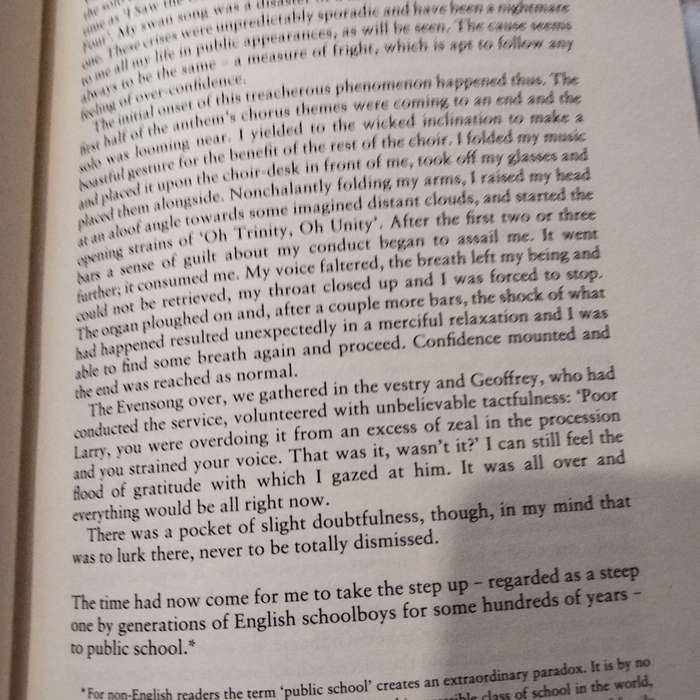 time as 'I Saw the
Four'. My swan song was a disaster
one. These crises were unpredictably sporadic and have been a nightmare
to me all my life in public appearances, as will be seen. The cause seems
always to be the same – a measure of fright, which is apt to follow any
feeling of over-confidence.
The initial onset of this treacherous phenomenon happened thus. The
first half of the anthem's chorus themes were coming to an end and the
solo was looming near. I yielded to the wicked inclination to make a
boastful gesture for the benefit of the rest of the choir. I folded my music
and placed it upon the choir-desk in front of me, took off my glasses and
placed them alongside. Nonchalantly folding my arms, I raised my head
at an aloof angle towards some imagined distant clouds, and started the
opening strains of 'Oh Trinity, Oh Unity'. After the first two or three
bars a sense of guilt about my conduct began to assail me. It went
further; it consumed me. My voice faltered, the breath left my being and
could not be retrieved, my throat closed up and I was forced to stop.
The organ ploughed on and, after a couple more bars, the shock of what
had happened resulted unexpectedly in a merciful relaxation and I was
able to find some breath again and proceed. Confidence mounted and
the end was reached as normal.
The Evensong over, we gathered in the vestry and Geoffrey, who had
conducted the service, volunteered with unbelievable tactfulness: 'Poor
Larry, you were overdoing it from an excess of zeal in the procession
and you strained your voice. That was it, wasn't it?' I can still feel the
flood of gratitude with which I gazed at him. It was all over and
everything would be all right now.
There was a pocket of slight doubtfulness, though, in my mind that
was to lurk there, never to be totally dismissed.
The time had now come for me to take the step up – regarded as a steep
one by generations of English schoolboys for some hundreds of years –
to public school.*
*For non-English readers the term 'public school' creates an extraordinary paradox. It is by no
class of school in the world,